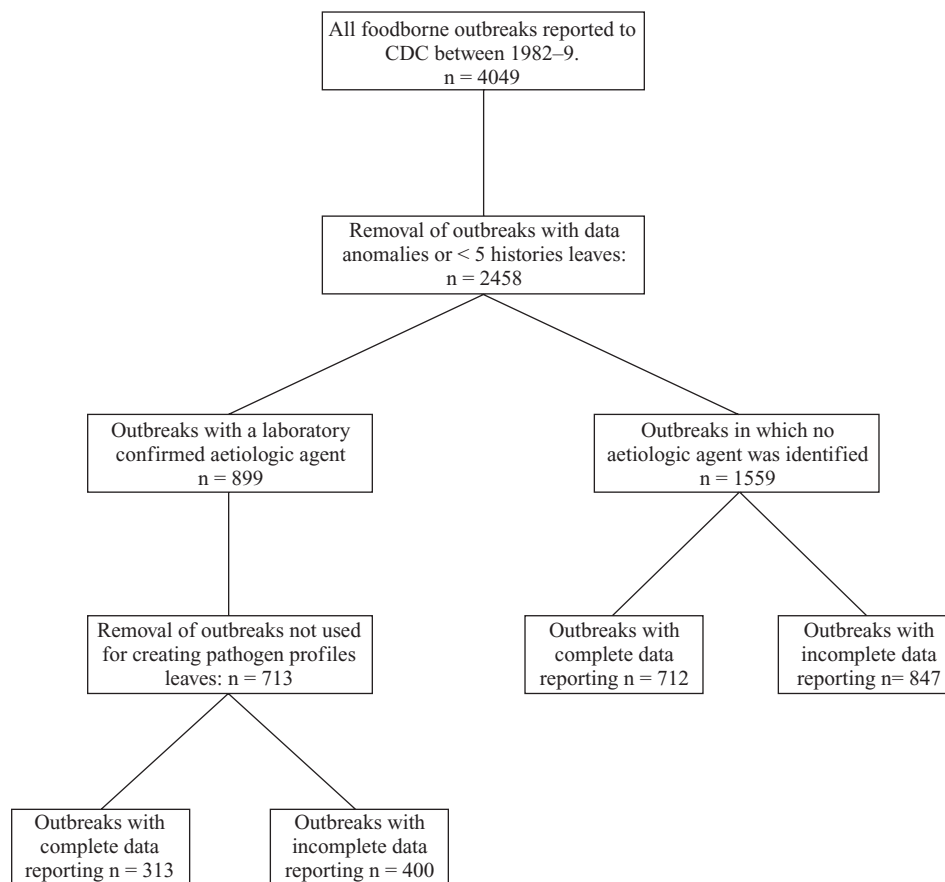 All foodborne outbreaks reported to
CDC between 1982–9.
n = 4049
Removal of outbreaks with data
anomalies or < 5 histories leaves:
n = 2458
Outbreaks with a laboratory
confirmed aetiologic agent
n = 899
Outbreaks in which no
aetiologic agent was identified
n = 1559
Removal of outbreaks not used
for creating pathogen profiles
leaves: n = 713
Outbreaks with
complete data
reporting n = 712
Outbreaks with
incomplete data
reporting n= 847
Outbreaks with
complete data
reporting n = 313
Outbreaks with
incomplete data
reporting n = 400